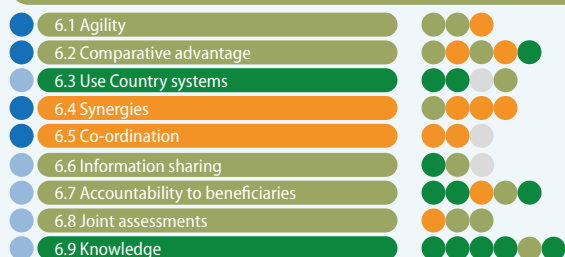 6.1 Agility
6.2 Comparative advantage
6.3 Use Country systems
6.4 Synergies
6.5 Co-ordination
6.6 Information sharing
6.7 Accountability to beneficiaries
6.8 Joint assessments
6.9 Knowledge